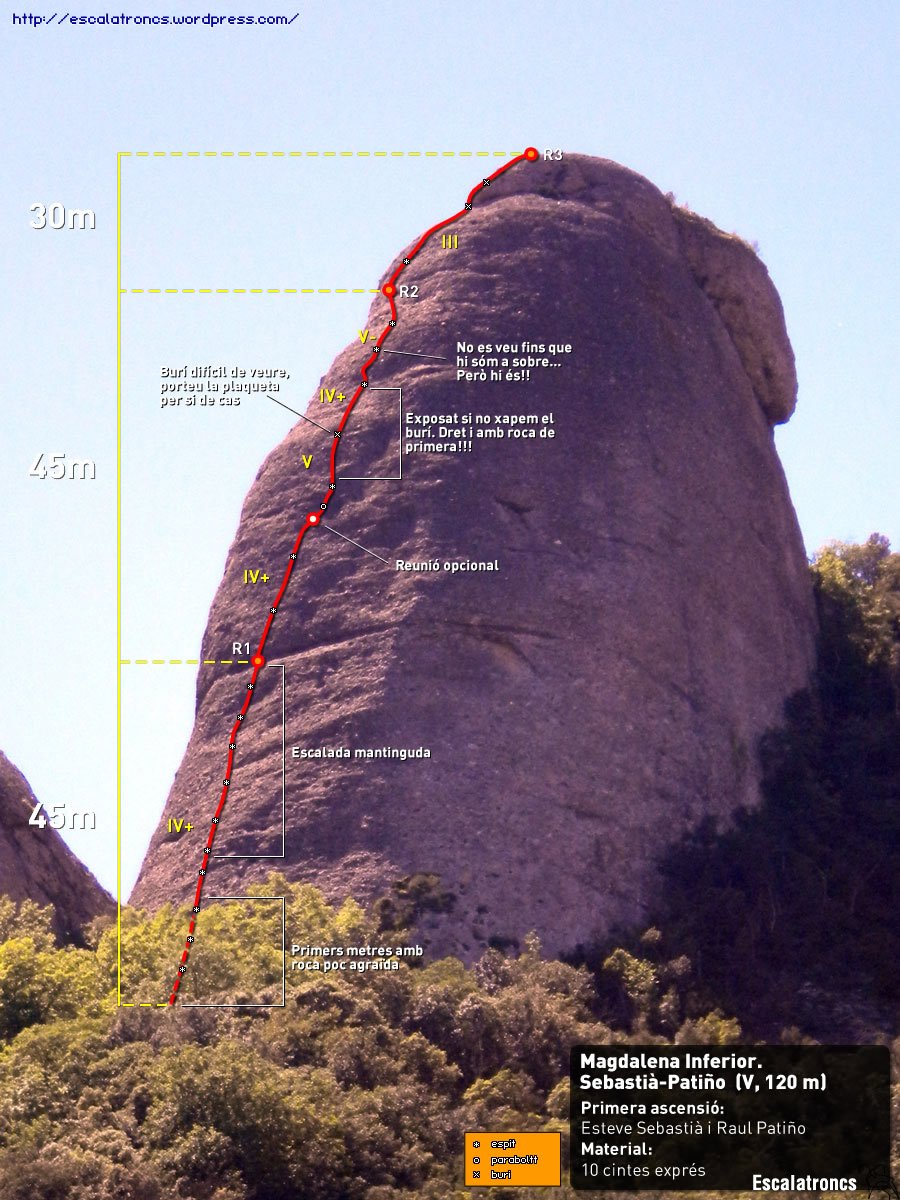 http://escalatroncs.wordpress.com/
R3
30m
III
R2
V-
No es veu fins que
hi sóm a sobre...
Però hi és!!
Burí difícil de veure,
porteu la plaqueta
per si de cas
IV+
Exposat si no xapem el
burí. Dret i amb roca de
primera!!!
45m
V
Reunió opcional
IV+
R1
Escalada mantinguda
45m
IV+
Primers metres amb
roca poc agraïda
Magdalena Inferior.
Sebastià-Patiño (V, 120 m)
Primera ascensió:
Esteve Sebastià i Raul Patiño
Material:
10 cintes exprés
Escalatroncs
* espit
o paraboltt
x burí